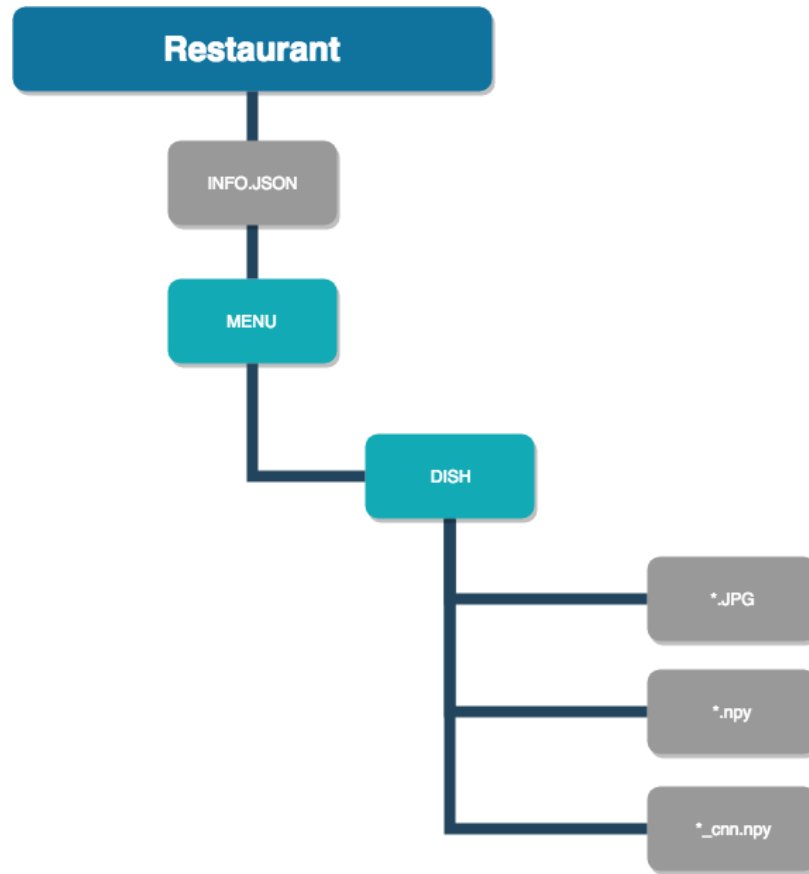 Restaurant
INFO.JSON
MENU
DISH
*.JPG
*.npy
*_cnn.npy